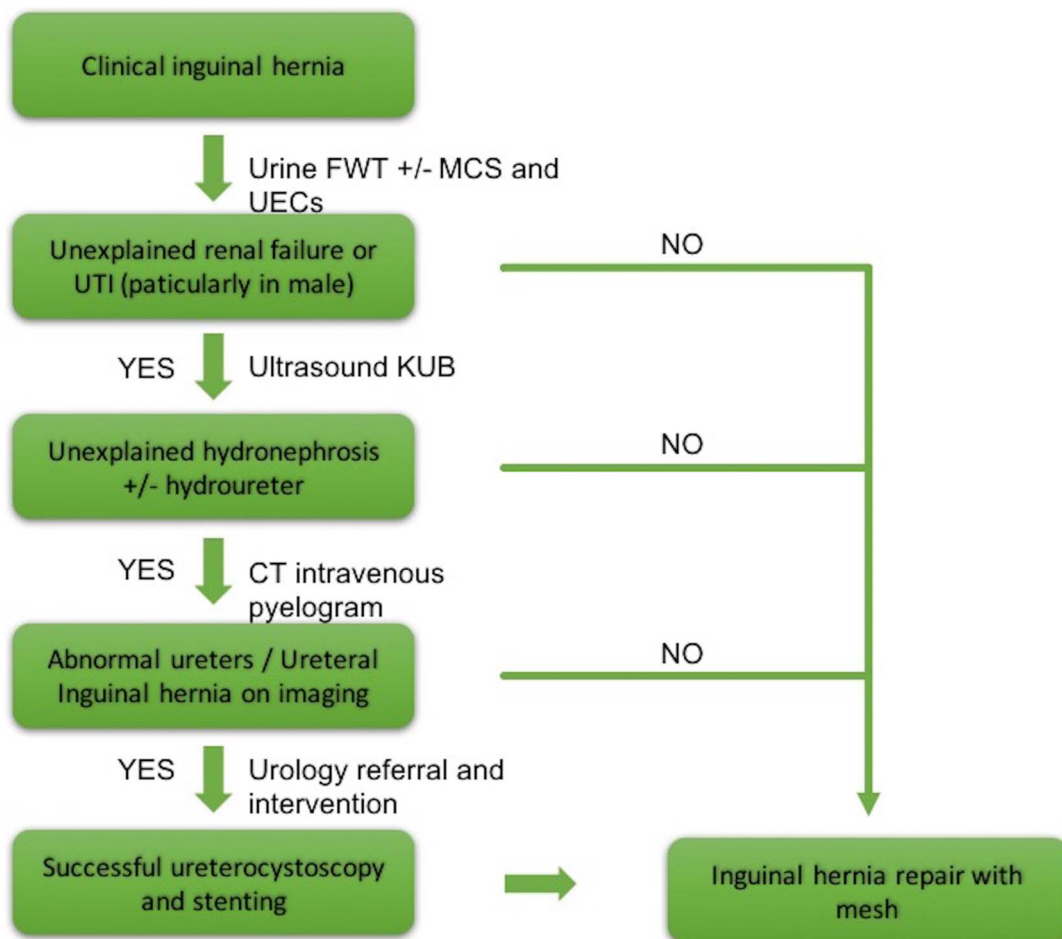 Clinical inguinal hernia
Urine FWT +/- MCS and
UECs
Unexplained renal failure or
UTI (paticularly in male)
NO
YES
Ultrasound KUB
Unexplained hydronephrosis
+/- hydroureter
NO
YES
CT intravenous
pyelogram
Abnormal ureters / Ureteral
Inguinal hernia on imaging
NO
YES
Urology referral and
intervention
Successful ureterocystoscopy
and stenting
Inguinal hernia repair with
mesh